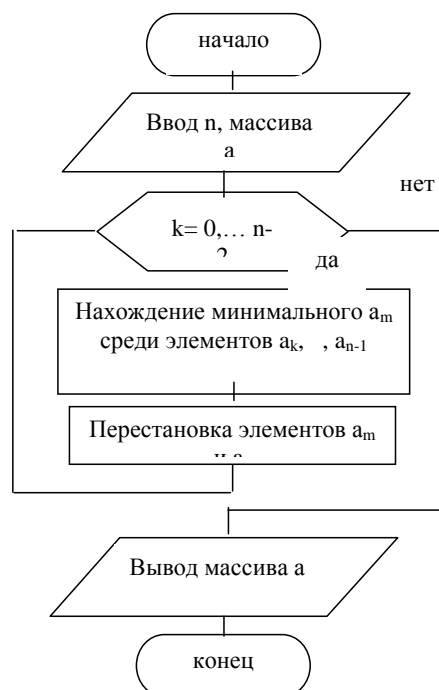 начало
Ввод n, массива
а
нет
k= 0,… n-
да
Нахождение минимального am
среди элементов ak, , an-1
Перестановка элементов am
и
Вывод массива а
конец